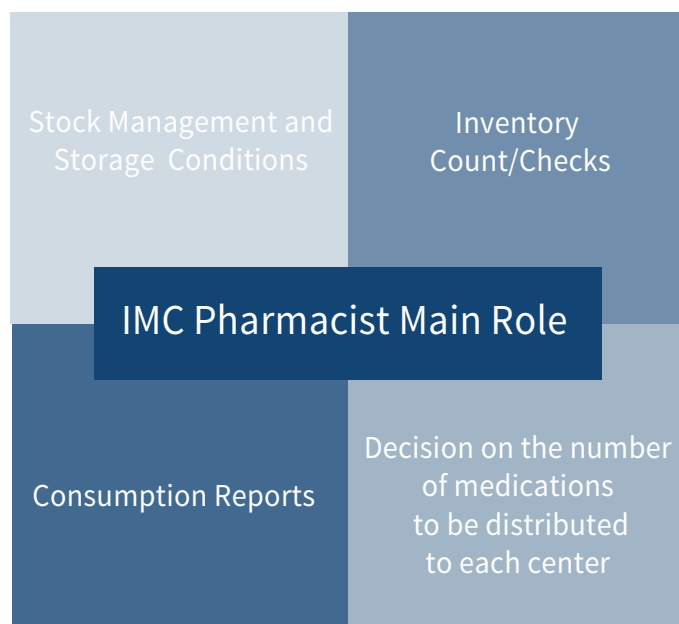 Stock Management and
Storage Conditions
Inventory
Count/Checks
IMC Pharmacist Main Role
Consumption Reports
Decision on the number
of medications
to be distributed
to each center